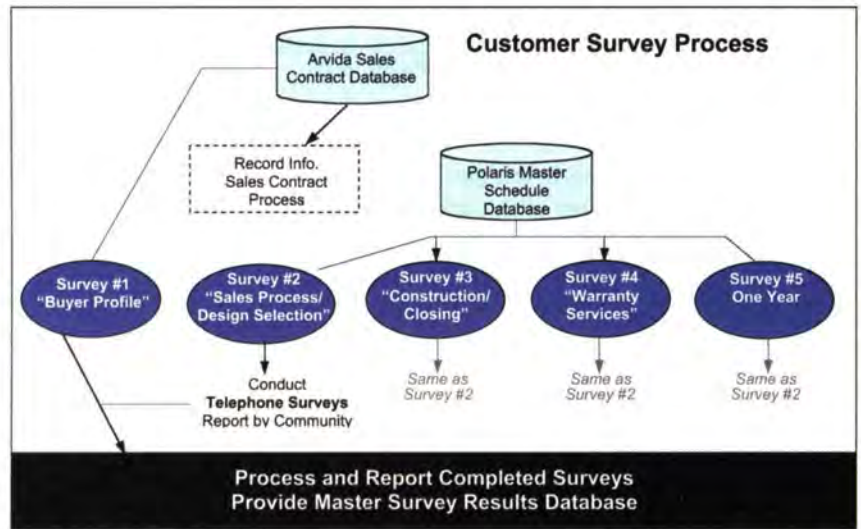 Customer Survey Process
Arvida Sales
Contract Database
Record Info.
Sales Contract
Process
Polaris Master
Schedule
Database
Survey #1
"Buyer Profile"
Survey #2
"Sales Process/
Design Selection"
Survey #3
"Construction/
Closing"
Survey #4
"Warranty
Services"
Survey #5
One Year
Conduct
Telephone Surveys
Report by Community
Same as
Survey #2
Same as
Survey #2
Same as
Survey #2
Process and Report Completed Surveys
Provide Master Survey Results Database